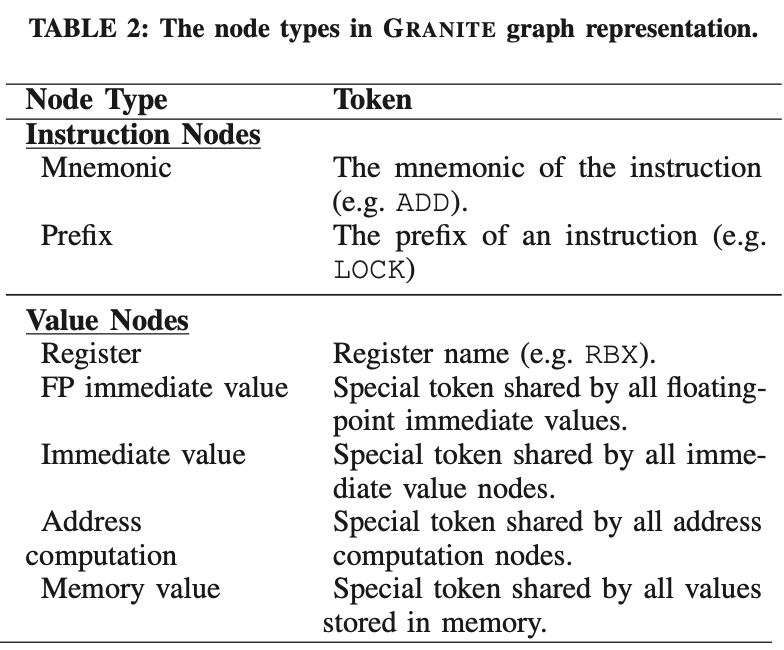 TABLE 2: The node types in GRANITE graph representation.
Node Type Token
Instruction Nodes
Mnemonic The mnemonic of the instruction
(e.g. ADD).
Prefix The prefix of an instruction (e.g.
LOCK)
Value Nodes
Register Register name (e.g. RBX).
FP immediate value Special token shared by all floating-
point immediate values.
Immediate value Special token shared by all imme-
diate value nodes.
Address Special token shared by all address
computation computation nodes.
Memory value Special token shared by all values
stored in memory.